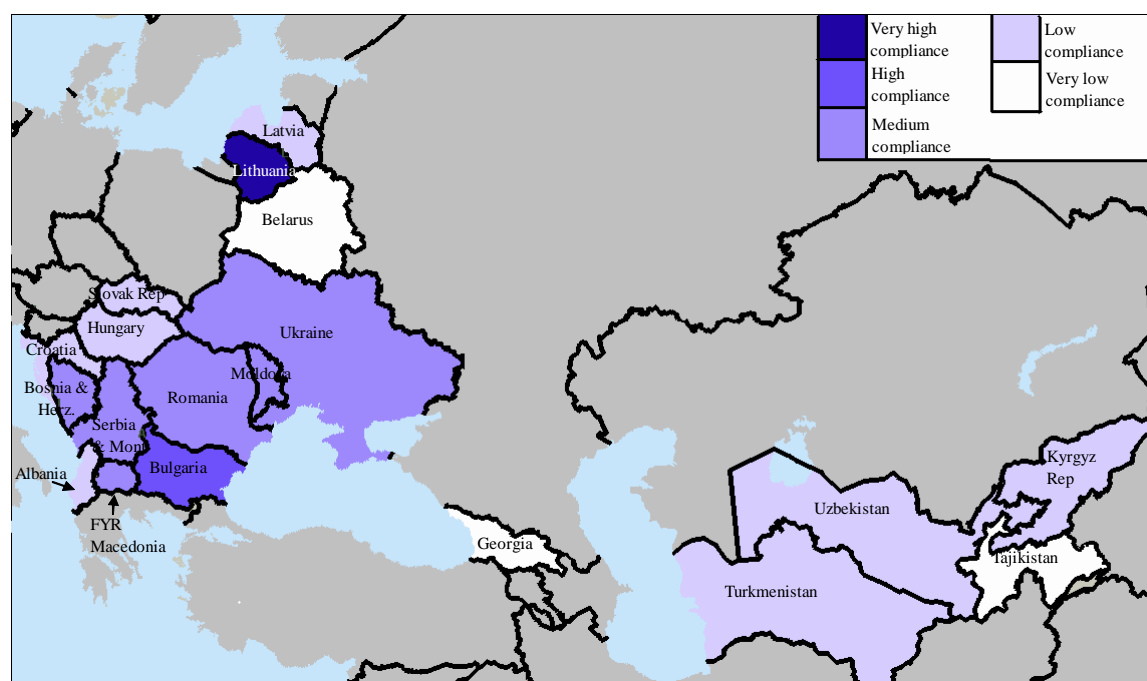 Very high
compliance
High
compliance
Medium
compliance
Low
compliance
Very low
compliance
Latvia
Lithuania
Belarus
Slovak Rep
Hungary
Ukraine
Croatia
Moldova
Bosnia &
Herz.
Romania
Serbia
& Mont
Bulgaria
Albania
FYR
Macedonia
Georgia
Kyrgyz
Rep
Uzbekistan
Tajikistan
Turkmenistan